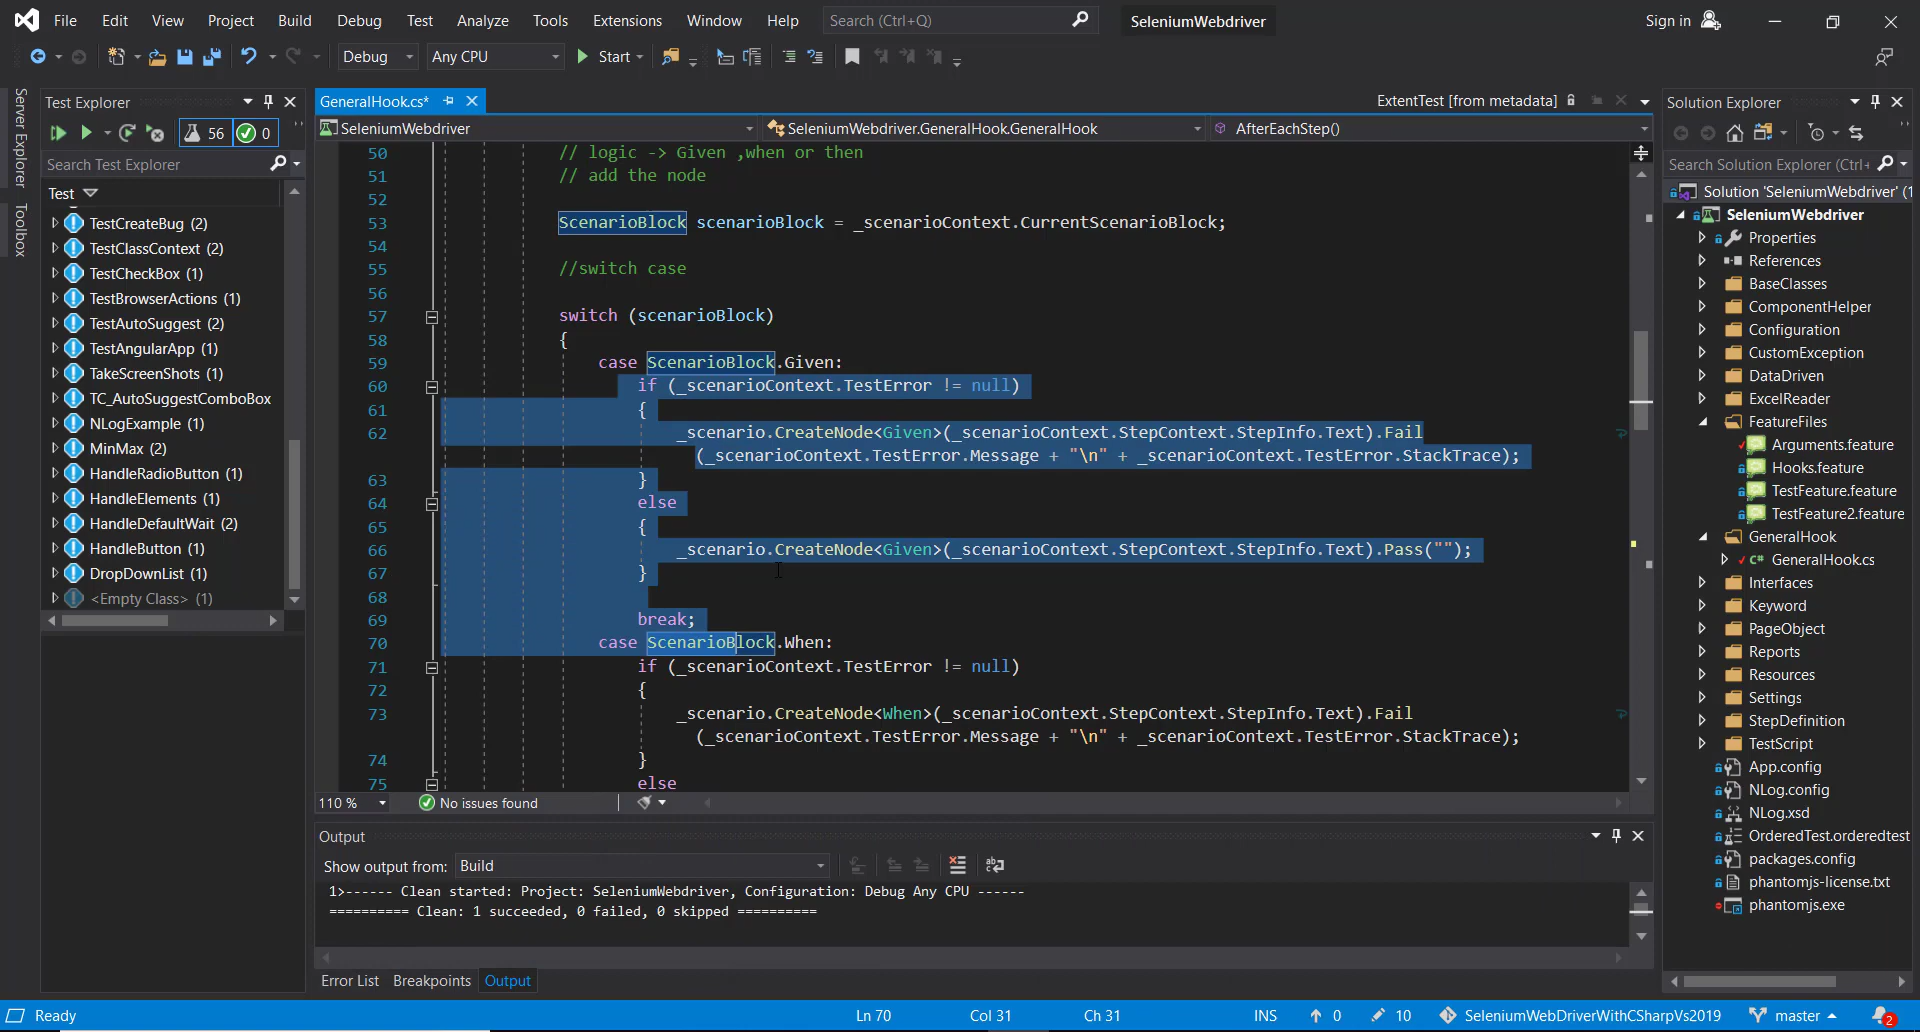 File Edit View Project Build Debug Test Analyze Tools Extensions Window Help Search (Ctrl+Q) SeleniumWebdriver Sign in
Debug Any CPU Start
Server Explorer
Toolbox
Test Explorer
56 0
Search Test Explorer
Test
TestCreateBug (2)
TestClassContext (2)
TestCheckBox (1)
TestBrowserActions (1)
TestAutoSuggest (2)
TestAngularApp (1)
TakeScreenShots (1)
TC_AutoSuggestComboBox
NLogExample (1)
MinMax (2)
HandleRadioButton (1)
HandleElements (1)
HandleDefaultWait (2)
HandleButton (1)
DropDownList (1)
<Empty Class> (1)
GeneralHook.cs* ExtentTest [from metadata]
SeleniumWebdriver SeleniumWebdriver.GeneralHook.GeneralHook AfterEachStep()
50 // logic -> Given ,when or then
51 // add the node
52
53 ScenarioBlock scenarioBlock = _scenarioContext.CurrentScenarioBlock;
54
55 //switch case
56
57 switch (scenarioBlock)
58 {
59 case ScenarioBlock.Given:
60 if (_scenarioContext.TestError != null)
61 {
62 _scenario.CreateNode<Given>(_scenarioContext.StepContext.StepInfo.Text).Fail
(_scenarioContext.TestError.Message + "\n" + _scenarioContext.TestError.StackTrace);
63 }
64 else
65 {
66 _scenario.CreateNode<Given>(_scenarioContext.StepContext.StepInfo.Text).Pass("");
67 }
68
69 break;
70 case ScenarioBlock.When:
71 if (_scenarioContext.TestError != null)
72 {
73 _scenario.CreateNode<When>(_scenarioContext.StepContext.StepInfo.Text).Fail
(_scenarioContext.TestError.Message + "\n" + _scenarioContext.TestError.StackTrace);
74 }
75 else
110 % No issues found
Output
Show output from: Build
1>------ Clean started: Project: SeleniumWebdriver, Configuration: Debug Any CPU ------
========== Clean: 1 succeeded, 0 failed, 0 skipped ==========
Error List Breakpoints Output
Solution Explorer
Search Solution Explorer (Ctrl+
Solution 'SeleniumWebdriver' (1
SeleniumWebdriver
Properties
References
BaseClasses
ComponentHelper
Configuration
CustomException
DataDriven
ExcelReader
FeatureFiles
Arguments.feature
Hooks.feature
TestFeature.feature
TestFeature2.feature
GeneralHook
C# GeneralHook.cs
Interfaces
Keyword
PageObject
Reports
Resources
Settings
StepDefinition
TestScript
App.config
NLog.config
NLog.xsd
OrderedTest.orderedtest
packages.config
phantomjs-license.txt
phantomjs.exe
Ready Ln 70 Col 31 Ch 31 INS 0 10 SeleniumWebDriverWithCSharpVs2019 master 2